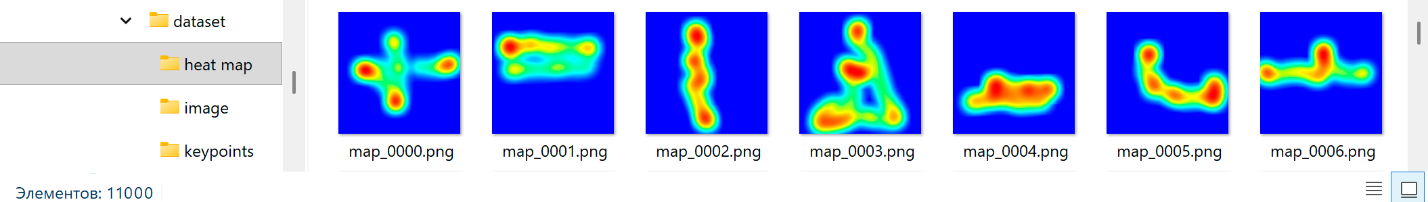 dataset
heat map
image
keypoints
map_0000.png
map_0001.png
map_0002.png
map_0003.png
map_0004.png
map_0005.png
map_0006.png
Элементов: 11000